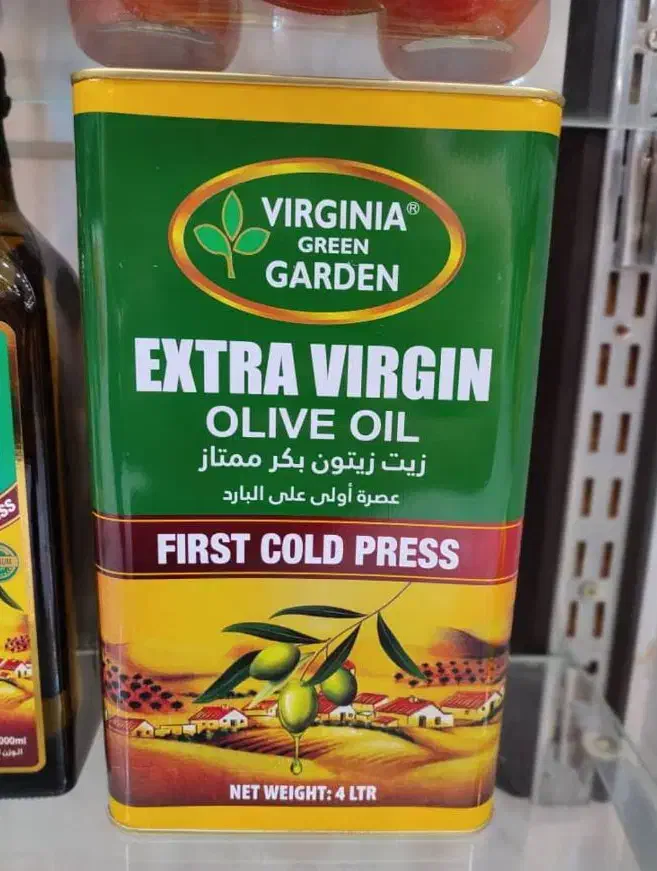 VIRGINIA®
GREEN
GARDEN
EXTRA VIRGIN
OLIVE OIL
زيت زيتون بكر ممتاز
عصرة أولى على البارد
FIRST COLD PRESS
NET WEIGHT: 4 LTR